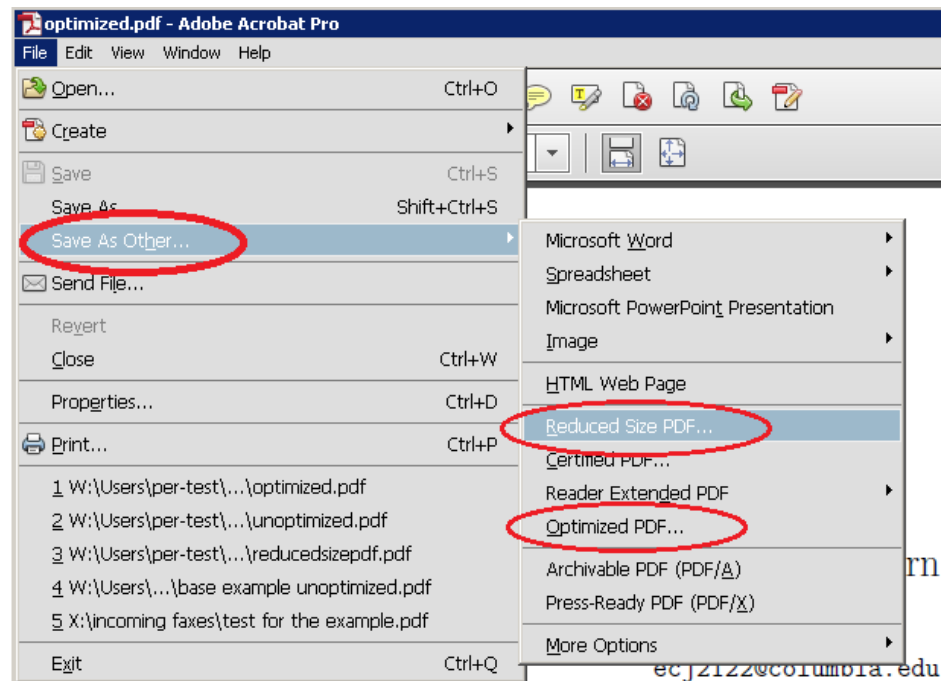 optimized.pdf - Adobe Acrobat Pro
File Edit View Window Help
Open... Ctrl+O
Create
Save Ctrl+S
Save As... Shift+Ctrl+S
Save As Other...
Send File...
Revert
Close Ctrl+W
Properties... Ctrl+D
Print... Ctrl+P
1 W:\Users\per-test\...\optimized.pdf
2 W:\Users\per-test\...\unoptimized.pdf
3 W:\Users\per-test\...\reducedsizepdf.pdf
4 W:\Users\...\base example unoptimized.pdf
5 X:\incoming faxes\test for the example.pdf
Exit Ctrl+Q
Microsoft Word
Spreadsheet
Microsoft PowerPoint Presentation
Image
HTML Web Page
Reduced Size PDF...
Certified PDF...
Reader Extended PDF
Optimized PDF...
Archivable PDF (PDF/A)
Press-Ready PDF (PDF/X)
More Options
rn
ecj2122@columbia.edu